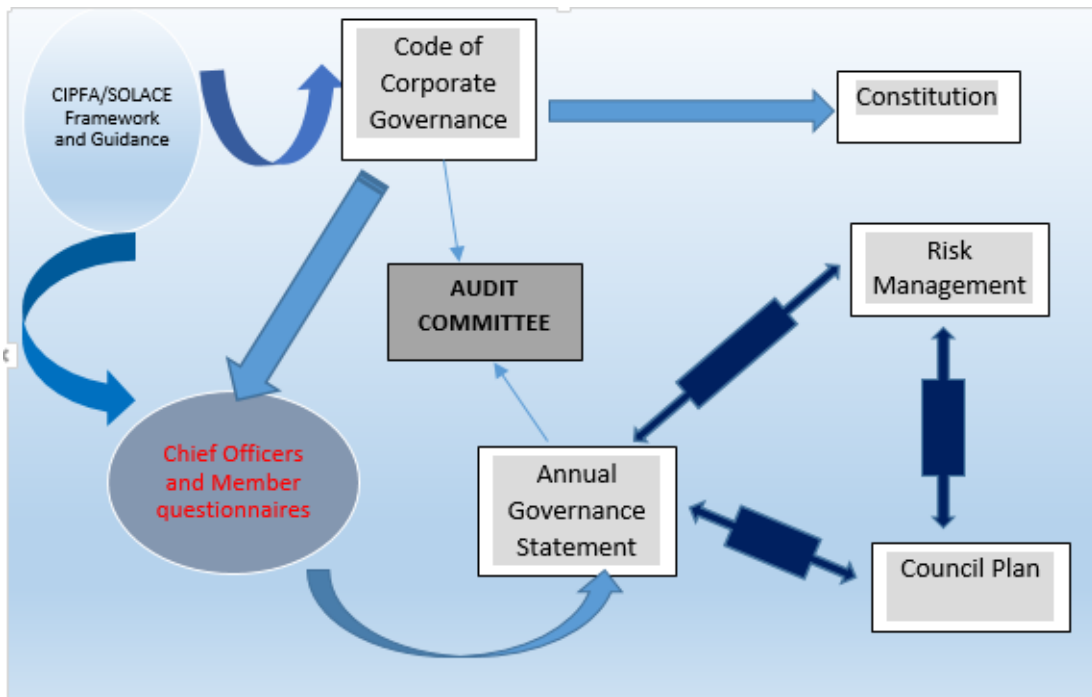 CIPFA/SOLACE
Framework
and Guidance
Code of
Corporate
Governance
Constitution
AUDIT
COMMITTEE
Risk
Management
Chief Officers
and Member
questionnaires
Annual
Governance
Statement
Council Plan